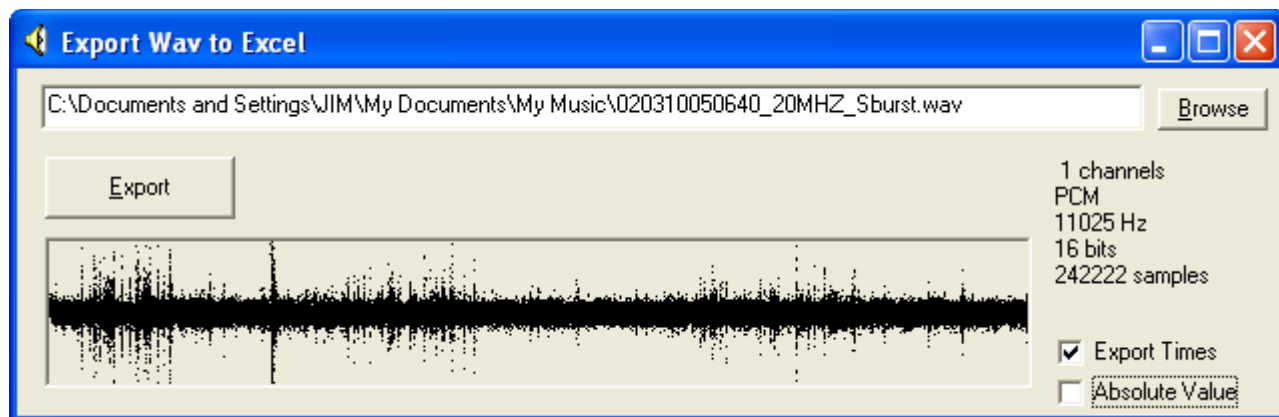 Export Wav to Excel
C:\Documents and Settings\JIM\My Documents\My Music\020310050640_20MHZ_Sburst.wav
Browse
Export
1 channels
PCM
11025 Hz
16 bits
242222 samples
Export Times
Absolute Value